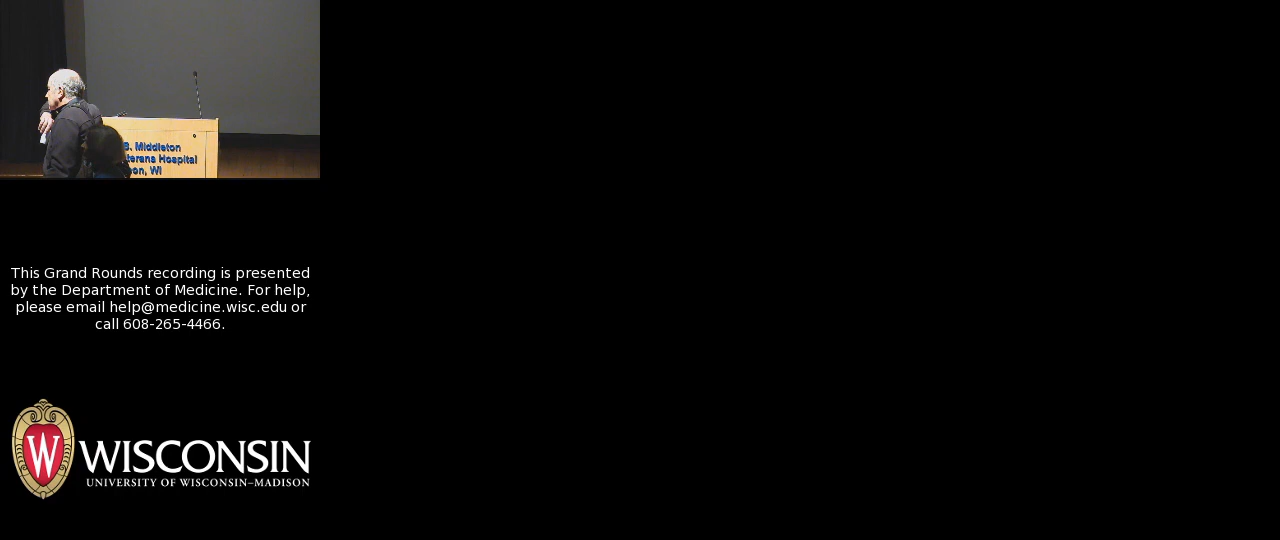 S. Middleton
terans Hospital
son, WI
This Grand Rounds recording is presented
by the Department of Medicine. For help,
please email help@medicine.wisc.edu or
call 608-265-4466.
W
WISCONSIN
UNIVERSITY OF WISCONSIN–MADISON